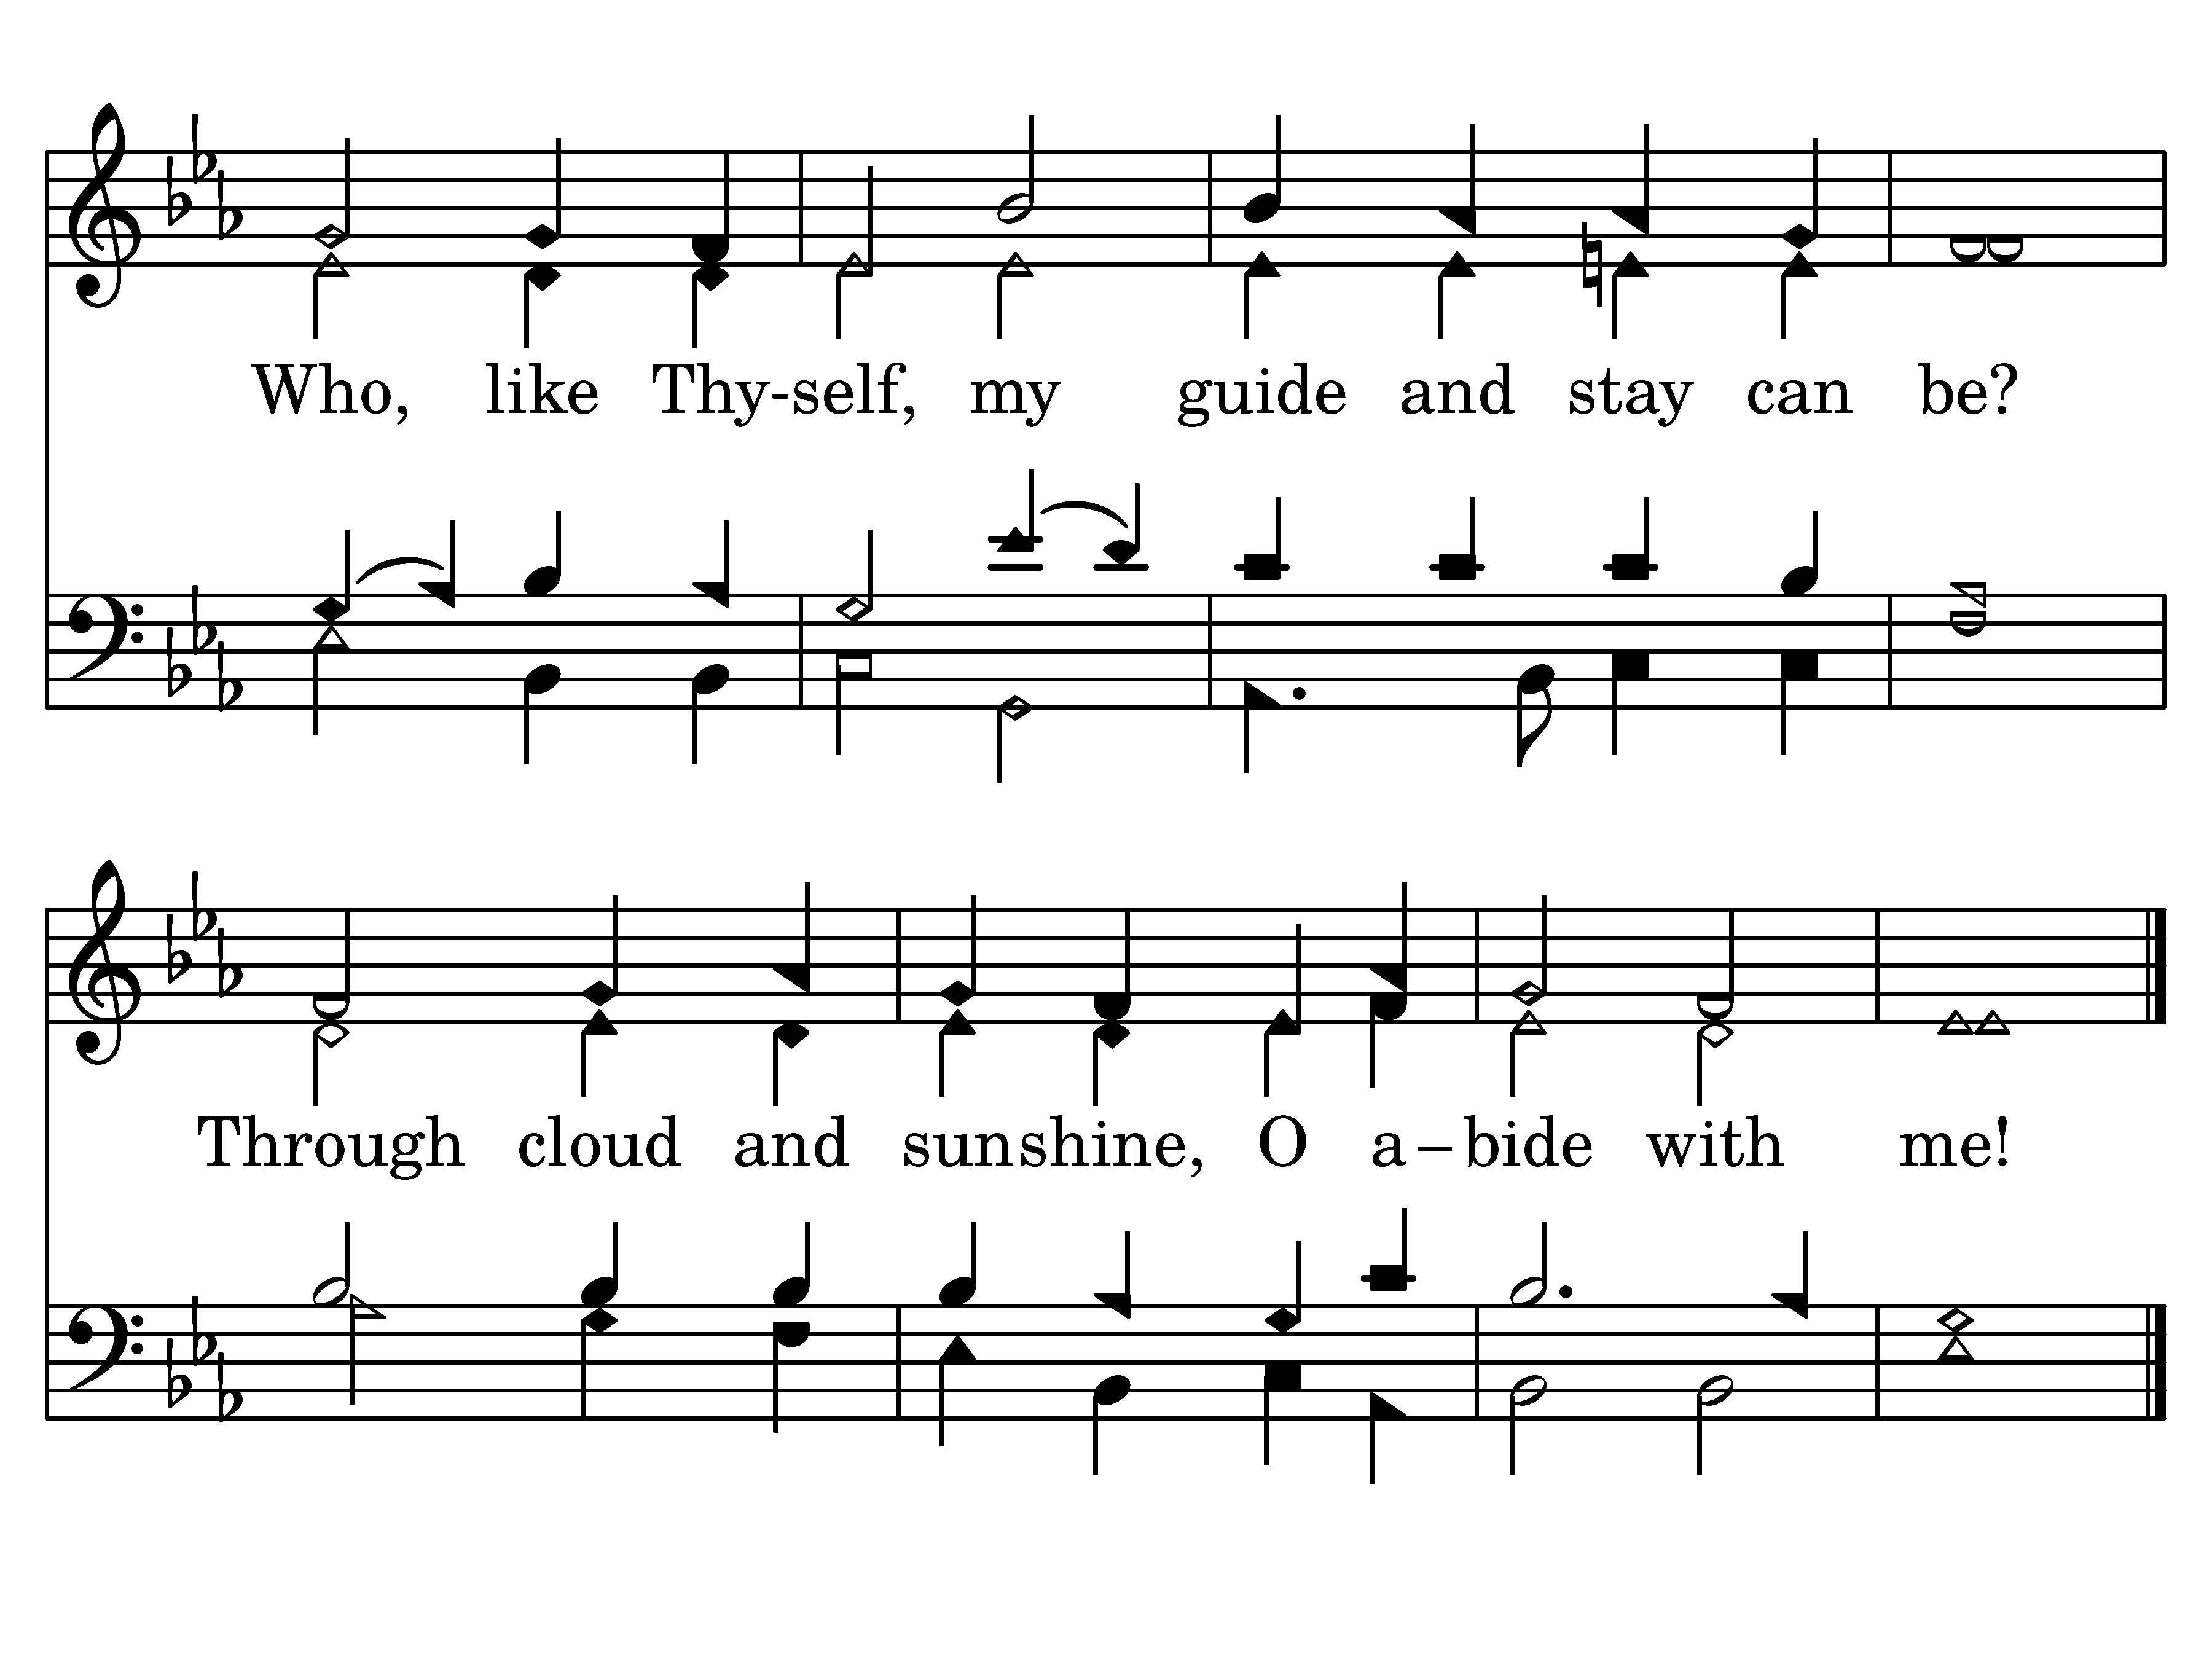 Who, like Thy-self, my guide and stay can be?
Through cloud and sunshine, O a–bide with me!